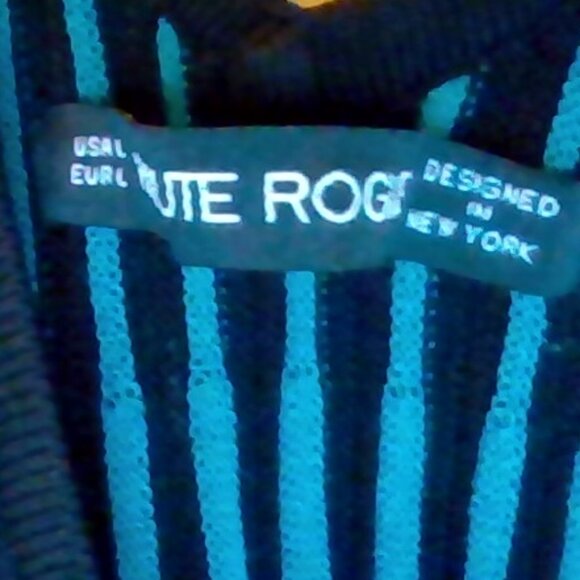 USA L
EUR L
UTE ROG
DESIGNED
IN
NEW YORK